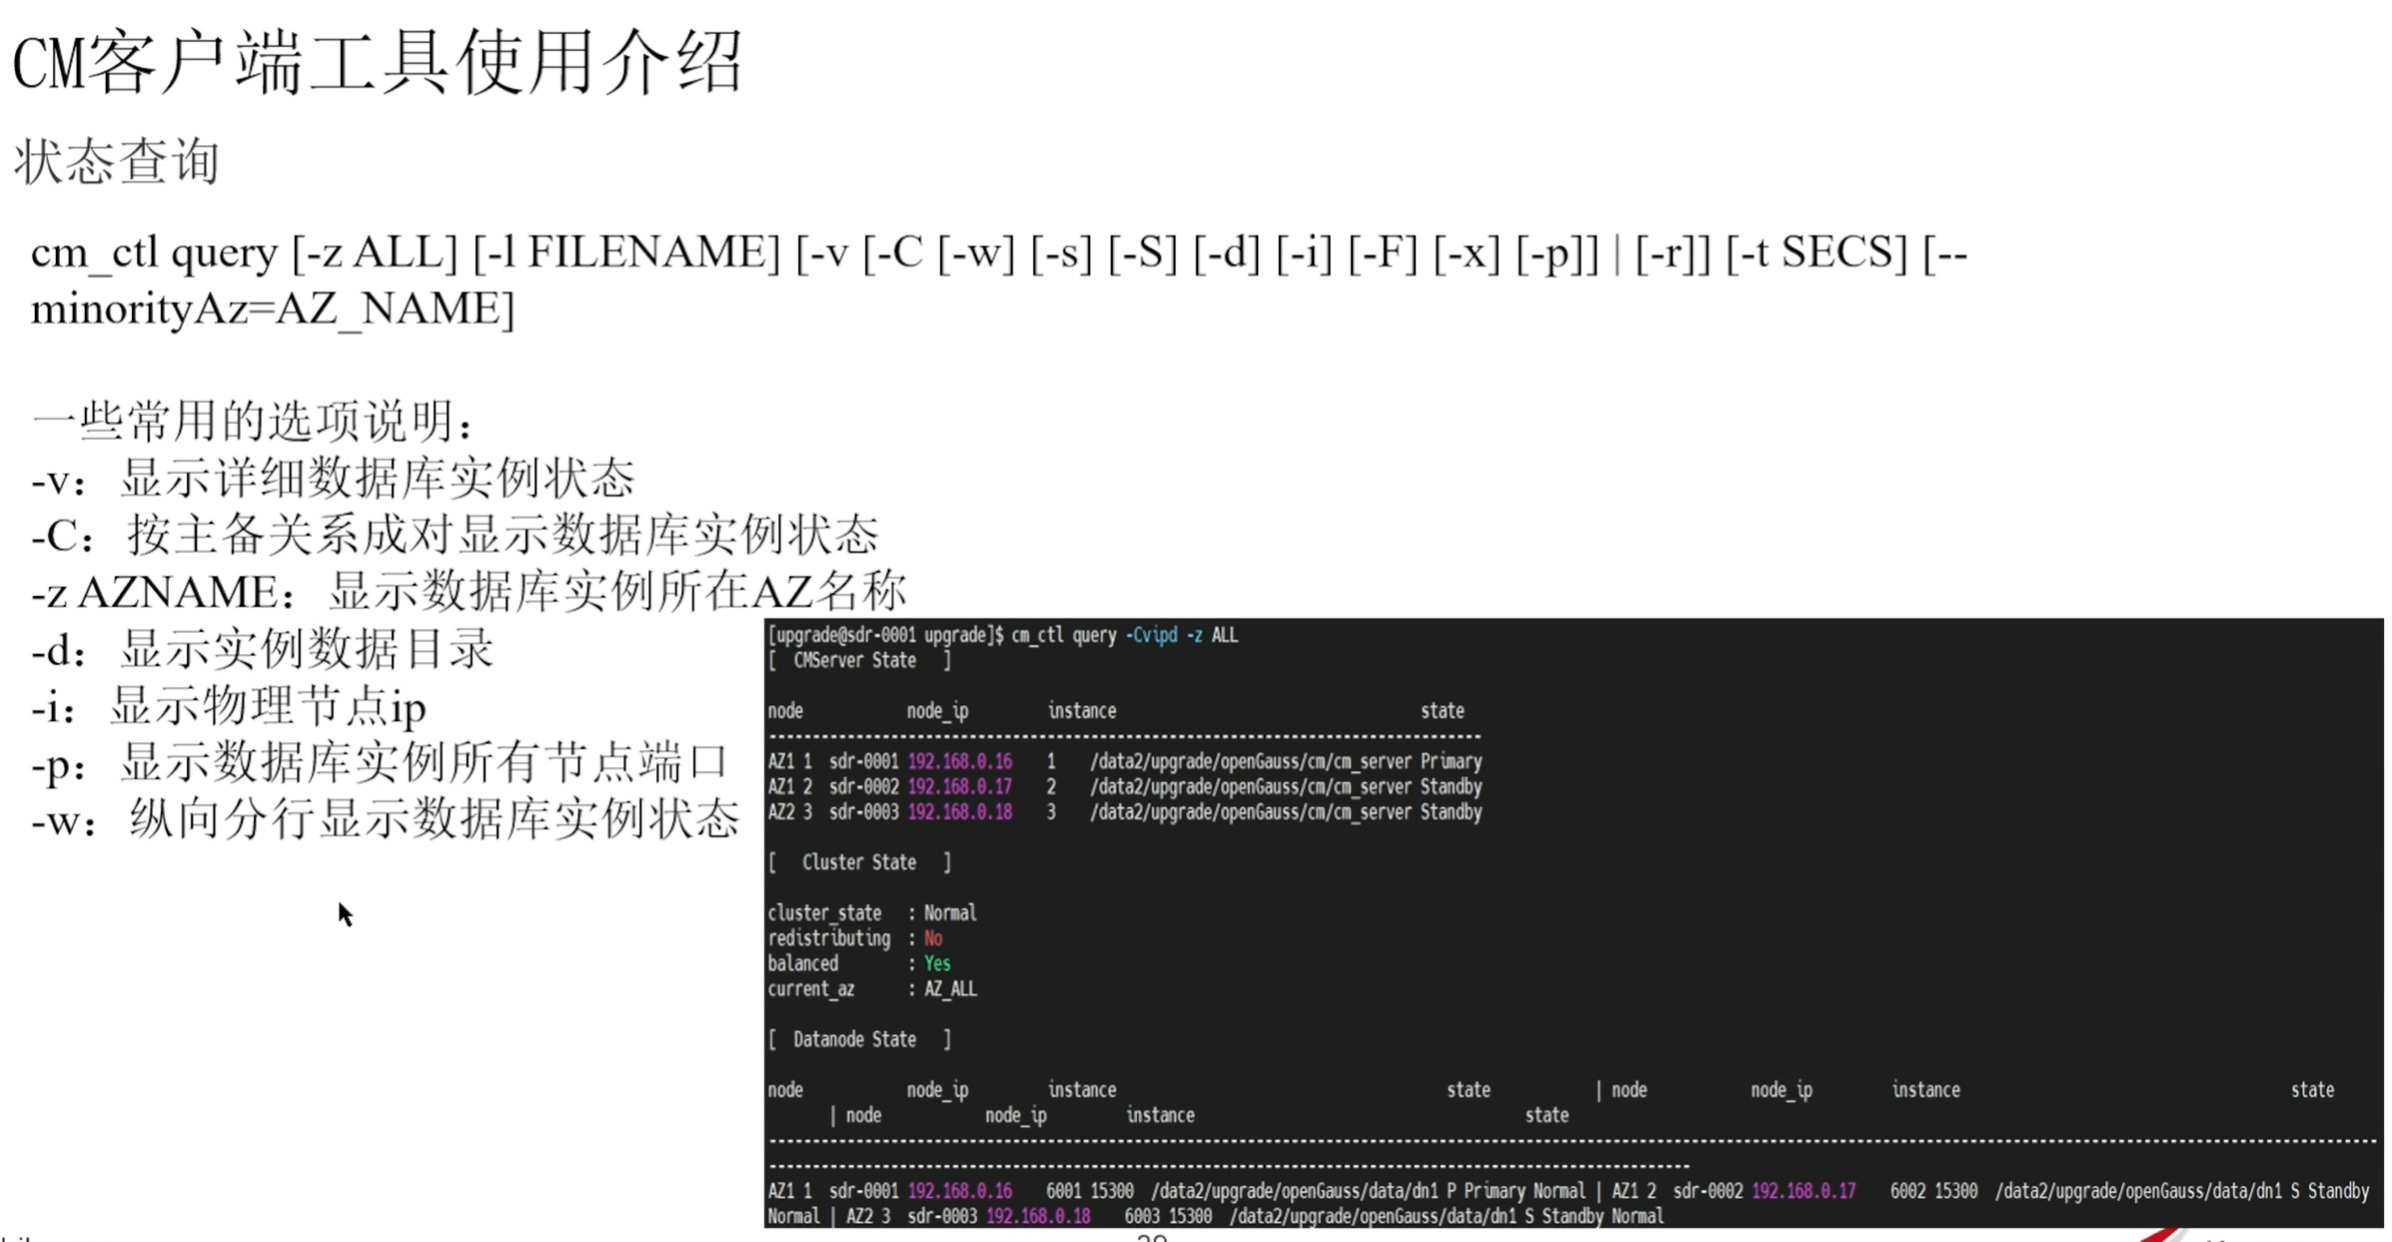 CM客户端工具使用介绍
状态查询
cm_ctl query [-z ALL] [-l FILENAME] [-v [-C [-w] [-s] [-S] [-d] [-i] [-F] [-x] [-p]] | [-r]] [-t SECS] [--
minorityAz=AZ_NAME]
一些常用的选项说明：
-v：显示详细数据库实例状态
-C：按主备关系成对显示数据库实例状态
-z AZNAME：显示数据库实例所在AZ名称
-d：显示实例数据目录
-i：显示物理节点ip
-p：显示数据库实例所有节点端口
-w：纵向分行显示数据库实例状态
[upgrade@sdr-0001 upgrade]$ cm_ctl query -Cvipd -z ALL
[ CMServer State ]
node node_ip instance state
---------------------------------------------------------------------------------
AZ1 1 sdr-0001 192.168.0.16 1 /data2/upgrade/openGauss/cm/cm_server Primary
AZ1 2 sdr-0002 192.168.0.17 2 /data2/upgrade/openGauss/cm/cm_server Standby
AZ2 3 sdr-0003 192.168.0.18 3 /data2/upgrade/openGauss/cm/cm_server Standby
[ Cluster State ]
cluster_state : Normal
redistributing : No
balanced : Yes
current_az : AZ_ALL
[ Datanode State ]
node node_ip instance state | node node_ip instance state
| node node_ip instance state
---------------------------------------------------------------------------------
---------------------------------------------------------------------------------
AZ1 1 sdr-0001 192.168.0.16 6001 15300 /data2/upgrade/openGauss/data/dn1 P Primary Normal | AZ1 2 sdr-0002 192.168.0.17 6002 15300 /data2/upgrade/openGauss/data/dn1 S Standby
Normal | AZ2 3 sdr-0003 192.168.0.18 6003 15300 /data2/upgrade/openGauss/data/dn1 S Standby Normal